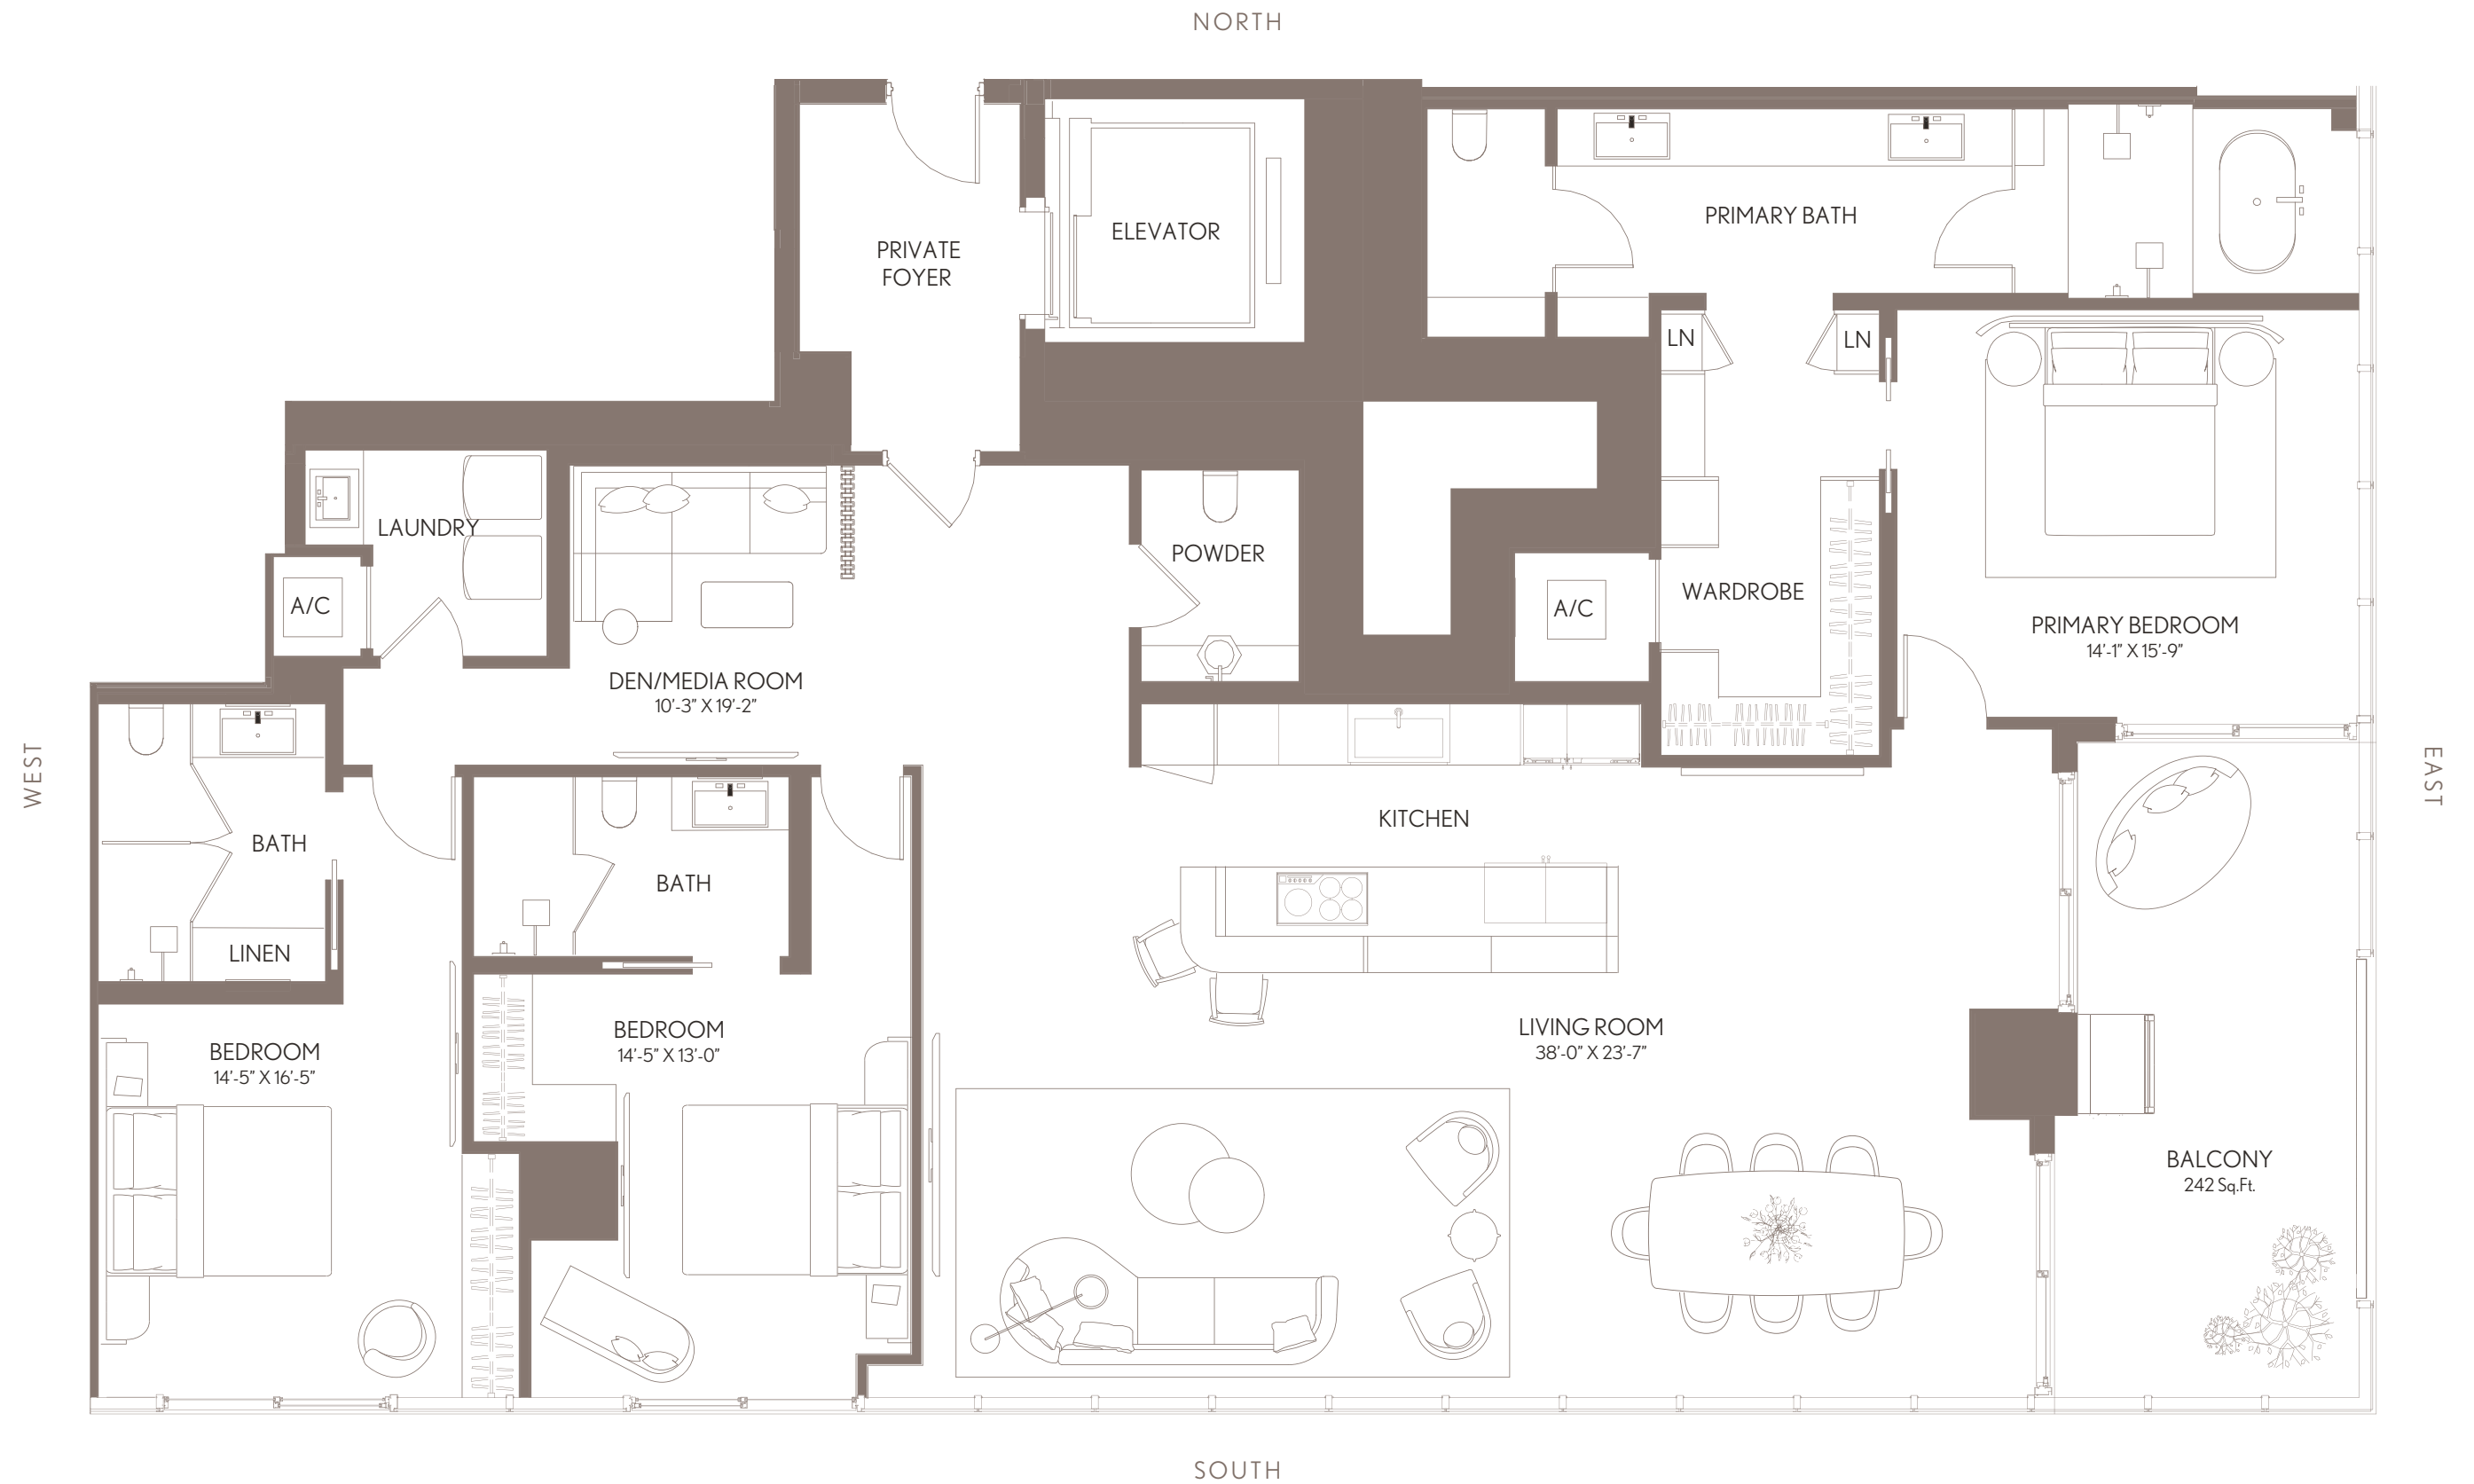 NORTH
PRIVATE
FOYER
ELEVATOR
PRIMARY BATH
LN
LN
LAUNDRY
POWDER
A/C
A/C
WARDROBE
PRIMARY BEDROOM
14'-1” X 15'-9”
DEN/MEDIA ROOM
10'-3” X 19'-2”
WEST
EAST
KITCHEN
BATH
BATH
LINEN
BEDROOM
14'-5” X 16'-5”
BEDROOM
14'-5” X 13'-0”
LIVING ROOM
38'-0” X 23'-7”
BALCONY
242 Sq.Ft.
SOUTH